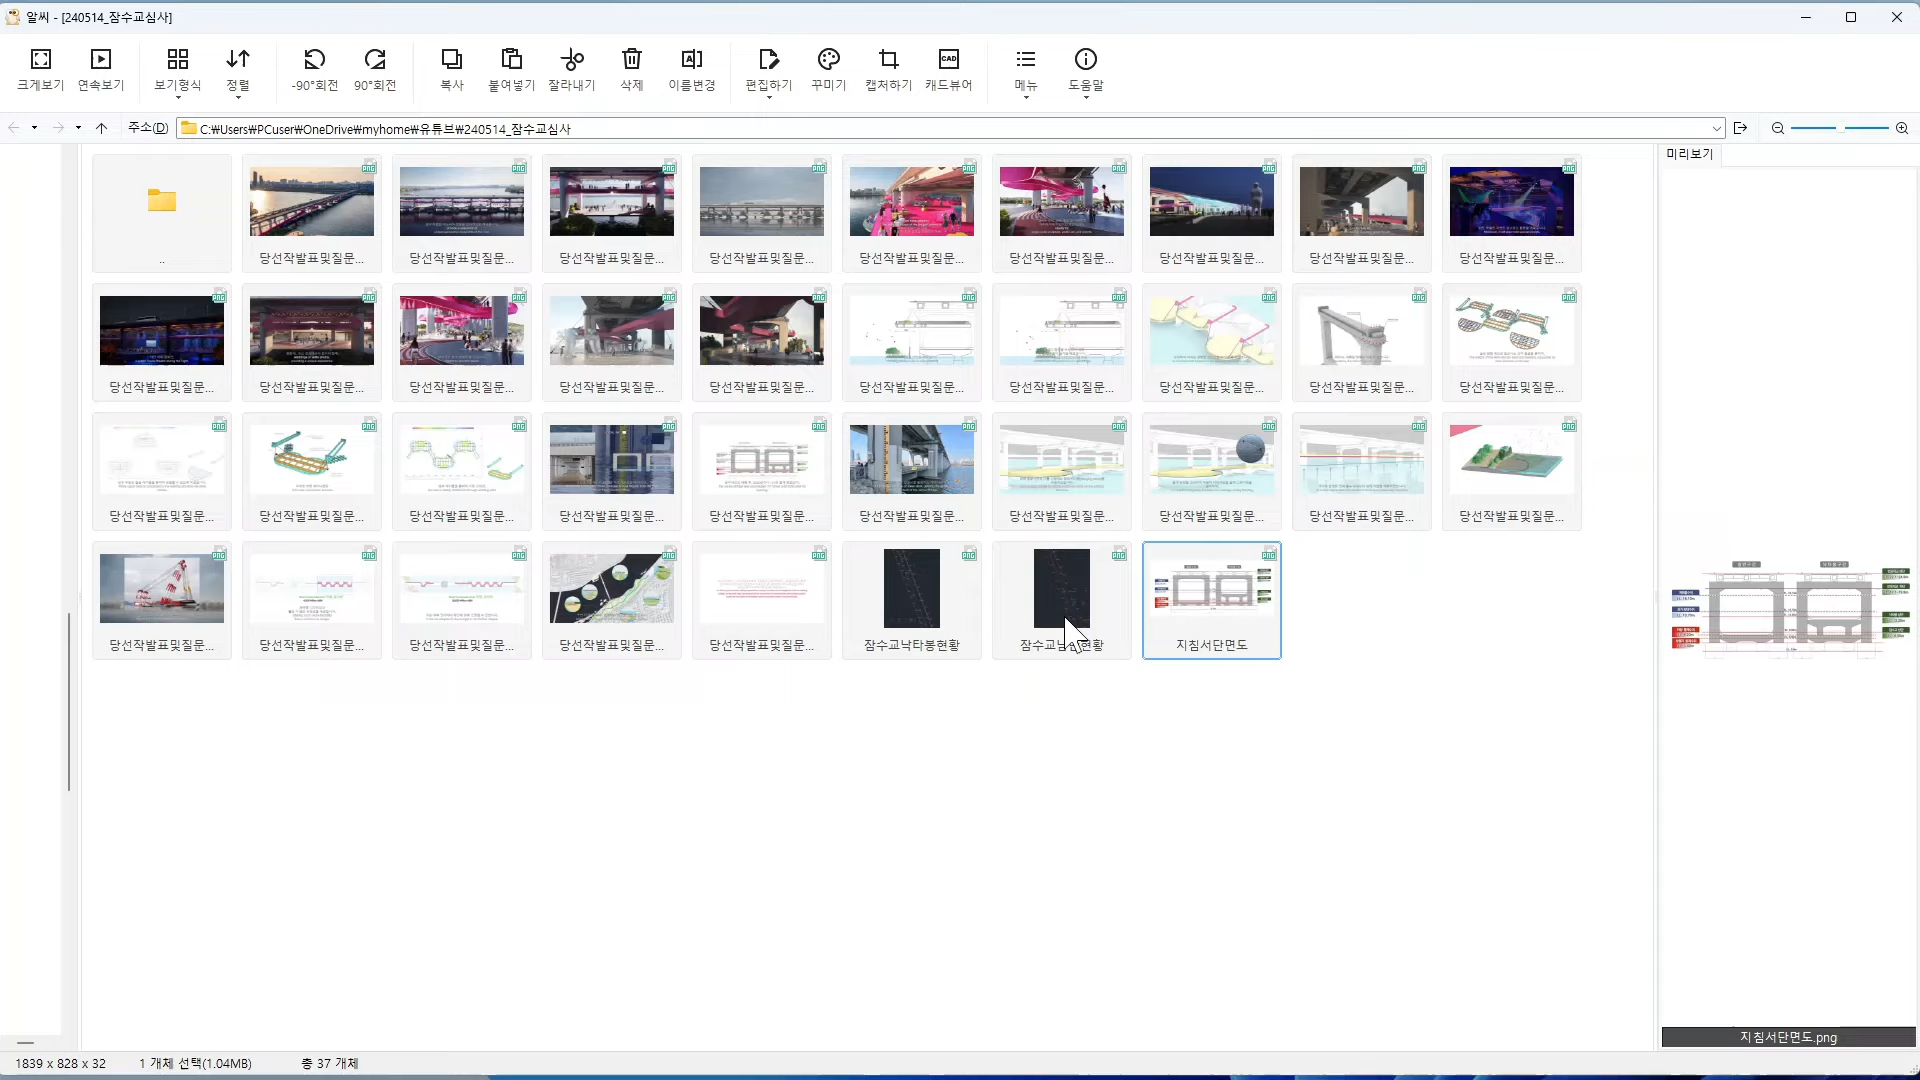 알씨 - [240514_잠수교심사]
크게보기 연속보기 보기형식 정렬 -90°회전 90°회전 복사 붙여넣기 잘라내기 삭제 이름변경 편집하기 꾸미기 캡처하기 캐드뷰어 메뉴 도움말
주소(D) C:₩Users₩PCuser₩OneDrive₩myhome₩유튜브₩240514_잠수교심사
미리보기
.. 당선작발표및질문... 당선작발표및질문... 당선작발표및질문... 당선작발표및질문... 당선작발표및질문... 당선작발표및질문... 당선작발표및질문... 당선작발표및질문... 당선작발표및질문...
당선작발표및질문... 당선작발표및질문... 당선작발표및질문... 당선작발표및질문... 당선작발표및질문... 당선작발표및질문... 당선작발표및질문... 당선작발표및질문... 당선작발표및질문... 당선작발표및질문...
당선작발표및질문... 당선작발표및질문... 당선작발표및질문... 당선작발표및질문... 당선작발표및질문... 당선작발표및질문... 당선작발표및질문... 당선작발표및질문... 당선작발표및질문... 당선작발표및질문...
당선작발표및질문... 당선작발표및질문... 당선작발표및질문... 당선작발표및질문... 당선작발표및질문... 잠수교낙타봉현황 지침서단면도
지침서단면도.png
1839 x 828 x 32 1 개체 선택(1.04MB) 총 37 개체